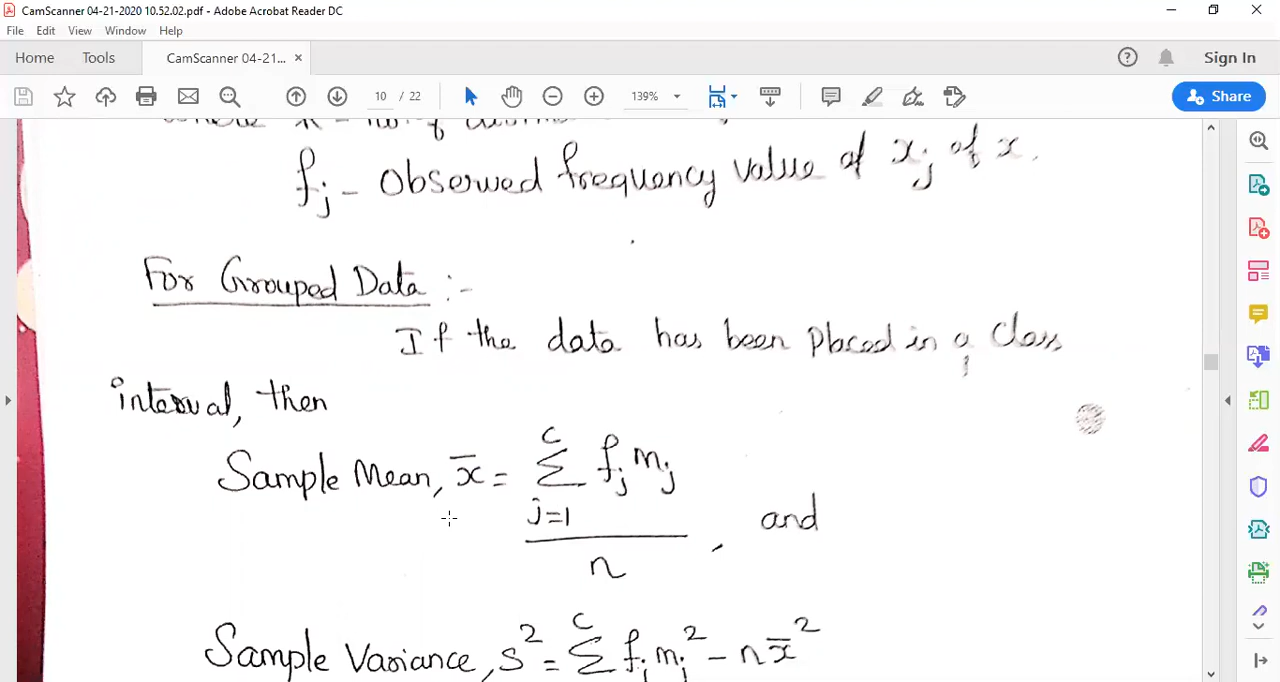 CamScanner 04-21-2020 10.52.02.pdf - Adobe Acrobat Reader DC
File Edit View Window Help
Home Tools CamScanner 04-21... × Sign In
10 / 22 139% Share
fj - Observed frequency value of xj of x.
For Grouped Data :-
If the data has been placed in a class
interval, then
Sample Mean, x̄ = Σ_{j=1}^{c} fj mj / n , and
Sample Variance, s² = Σ^{c} fj mj² - n x̄²